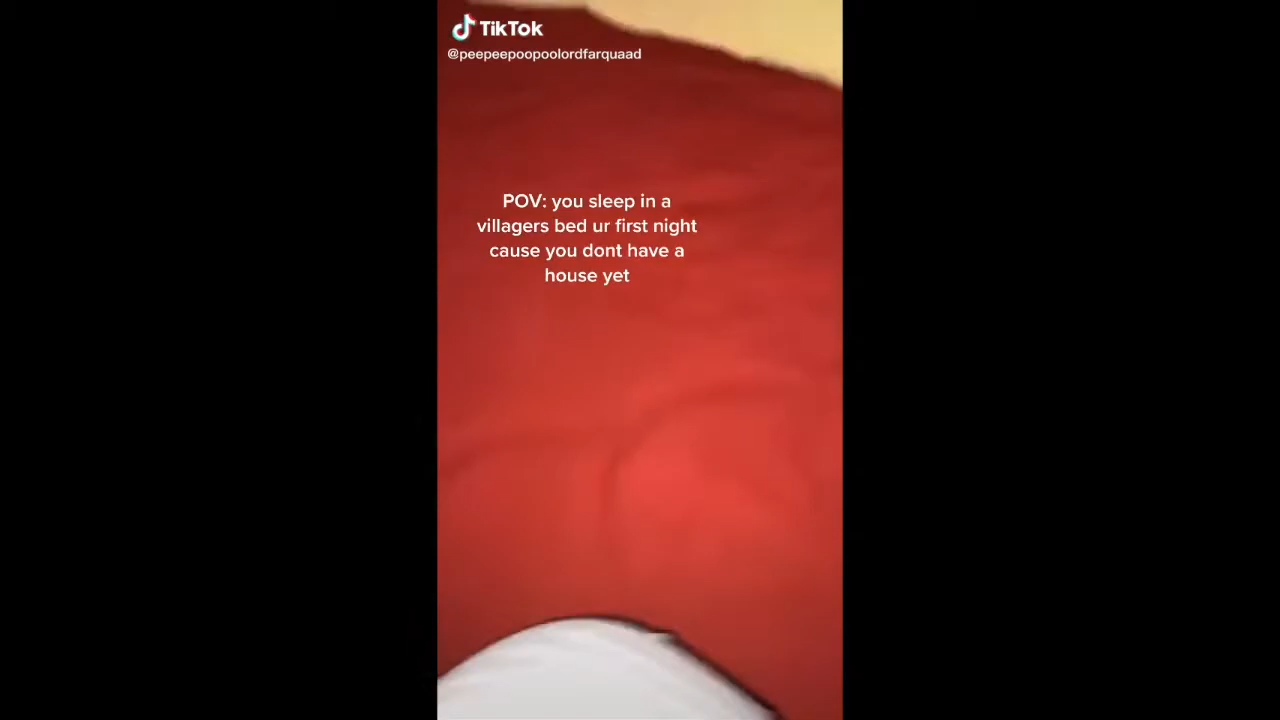 TikTok
@peepeepoopoolordfarquaad
POV: you sleep in a
villagers bed ur first night
cause you dont have a
house yet